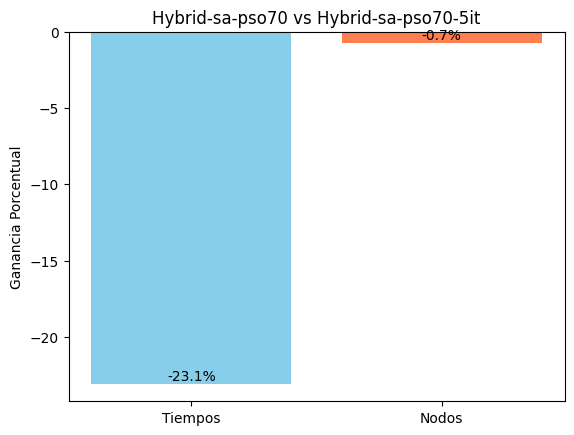 Hybrid-sa-pso70 vs Hybrid-sa-pso70-5it
Ganancia Porcentual
0
−5
−10
−15
−20
-23.1%
-0.7%
Tiempos
Nodos